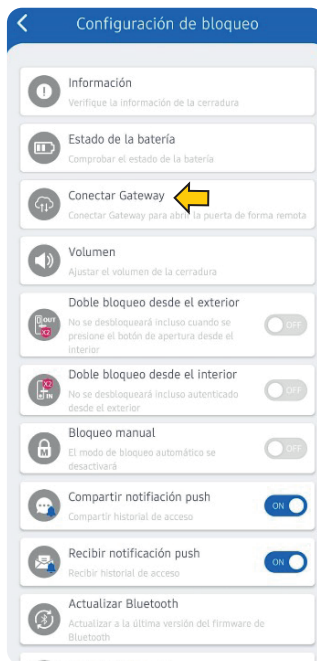 Configuración de bloqueo
Información
Verifique la información de la cerradura
Estado de la batería
Comprobar el estado de la batería
Conectar Gateway
Conectar Gateway para abrir la puerta de forma remota
Volumen
Ajustar el volumen de la cerradura
Doble bloqueo desde el exterior
OUT
X2
No se desbloqueará incluso cuando se
presione el botón de apertura desde el
interior
OFF
Doble bloqueo desde el interior
X2
IN
No se desbloqueará incluso autenticado
desde el exterior
OFF
Bloqueo manual
M
El modo de bloqueo automático se
desactivará
OFF
Compartir notifiación push
Compartir historial de acceso
ON
Recibir notificación push
Recibir historial de acceso
ON
Actualizar Bluetooth
Actualizar a la última versión del firmware de
Bluetooth